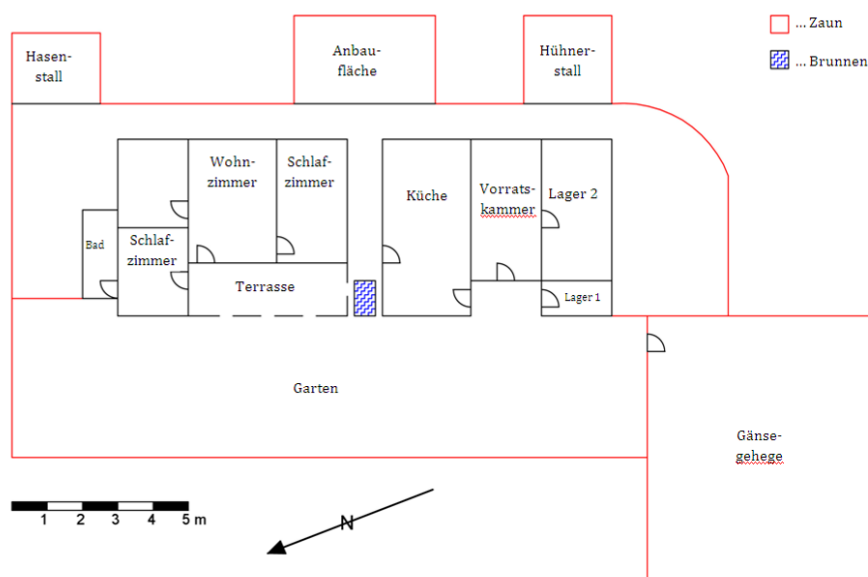 ... Zaun
... Brunnen
Hasen-
stall
Anbau-
fläche
Hühner-
stall
Wohn-
zimmer
Schlaf-
zimmer
Küche
Vorrats-
kammer
Lager 2
Bad
Schlaf-
zimmer
Terrasse
Lager 1
Garten
Gänse-
gehege
1 2 3 4 5 m
N